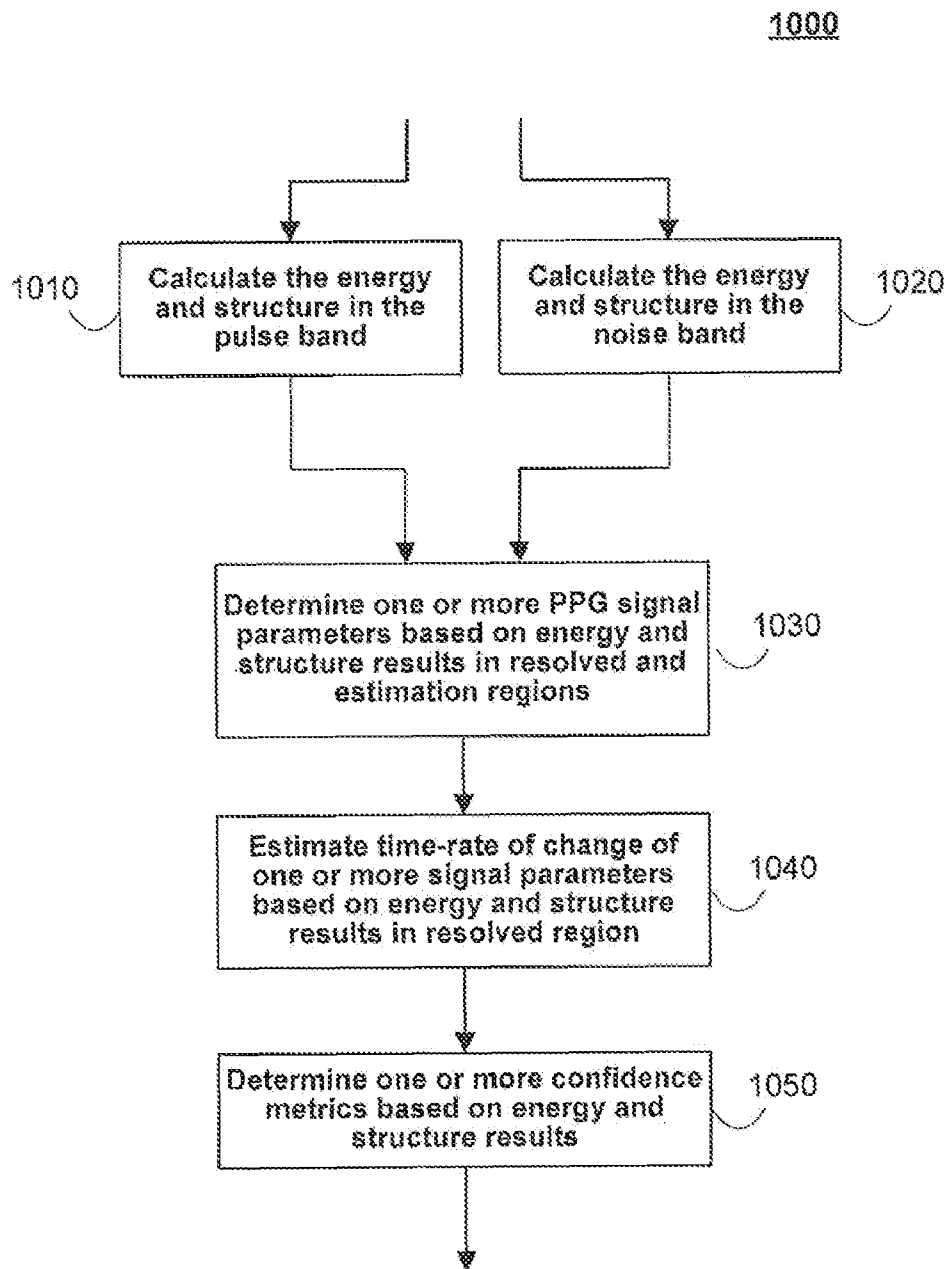 1000
1010
Calculate the energy
and structure in the
pulse band
Calculate the energy
and structure in the
noise band
1020
Determine one or more PPG signal
parameters based on energy and
structure results in resolved and
estimation regions
1030
Estimate time-rate of change of
one or more signal parameters
based on energy and structure
results in resolved region
1040
Determine one or more confidence
metrics based on energy and
structure results
1050